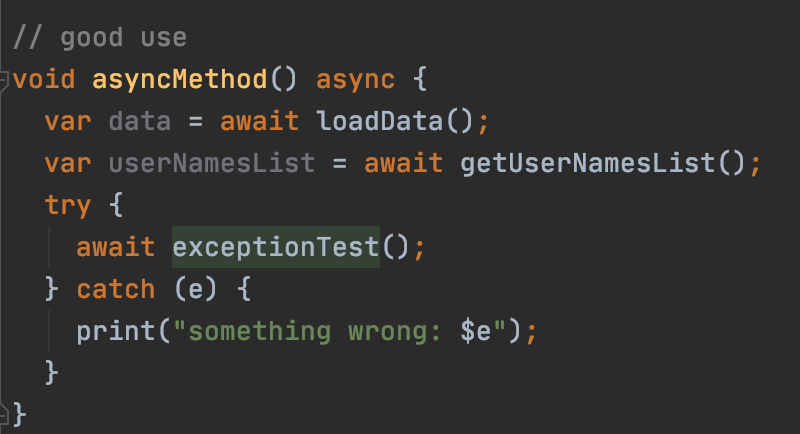 // good use
void asyncMethod() async {
  var data = await loadData();
  var userNamesList = await getUserNamesList();
  try {
    await exceptionTest();
  } catch (e) {
    print("something wrong: $e");
  }
}